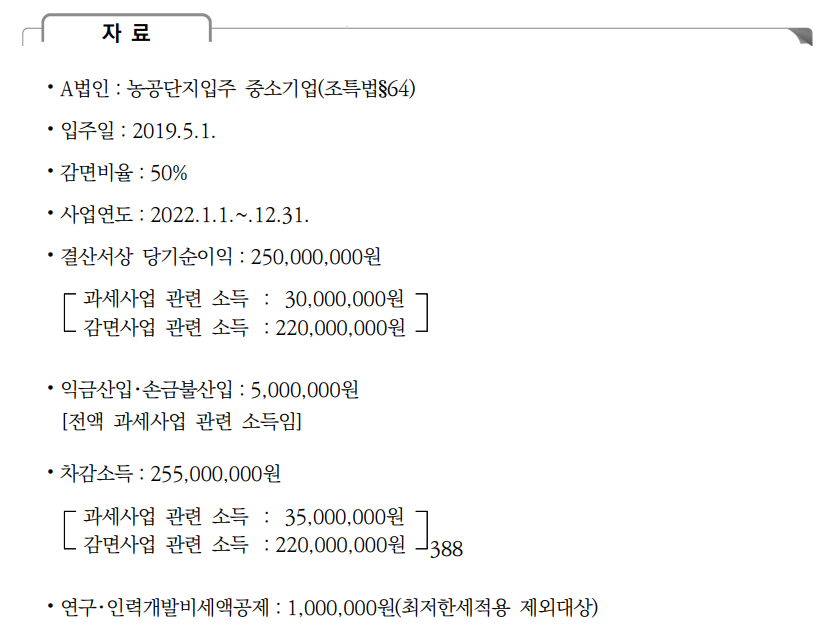 자 료
• A법인 : 농공단지입주 중소기업(조특법§64)
• 입주일 : 2019.5.1.
• 감면비율 : 50%
• 사업연도 : 2022.1.1.~.12.31.
• 결산서상 당기순이익 : 250,000,000원
과세사업 관련 소득 : 30,000,000원
감면사업 관련 소득 : 220,000,000원
• 익금산입·손금불산입 : 5,000,000원
[전액 과세사업 관련 소득임]
• 차감소득 : 255,000,000원
과세사업 관련 소득 : 35,000,000원
감면사업 관련 소득 : 220,000,000원 388
• 연구·인력개발비세액공제 : 1,000,000원(최저한세적용 제외대상)